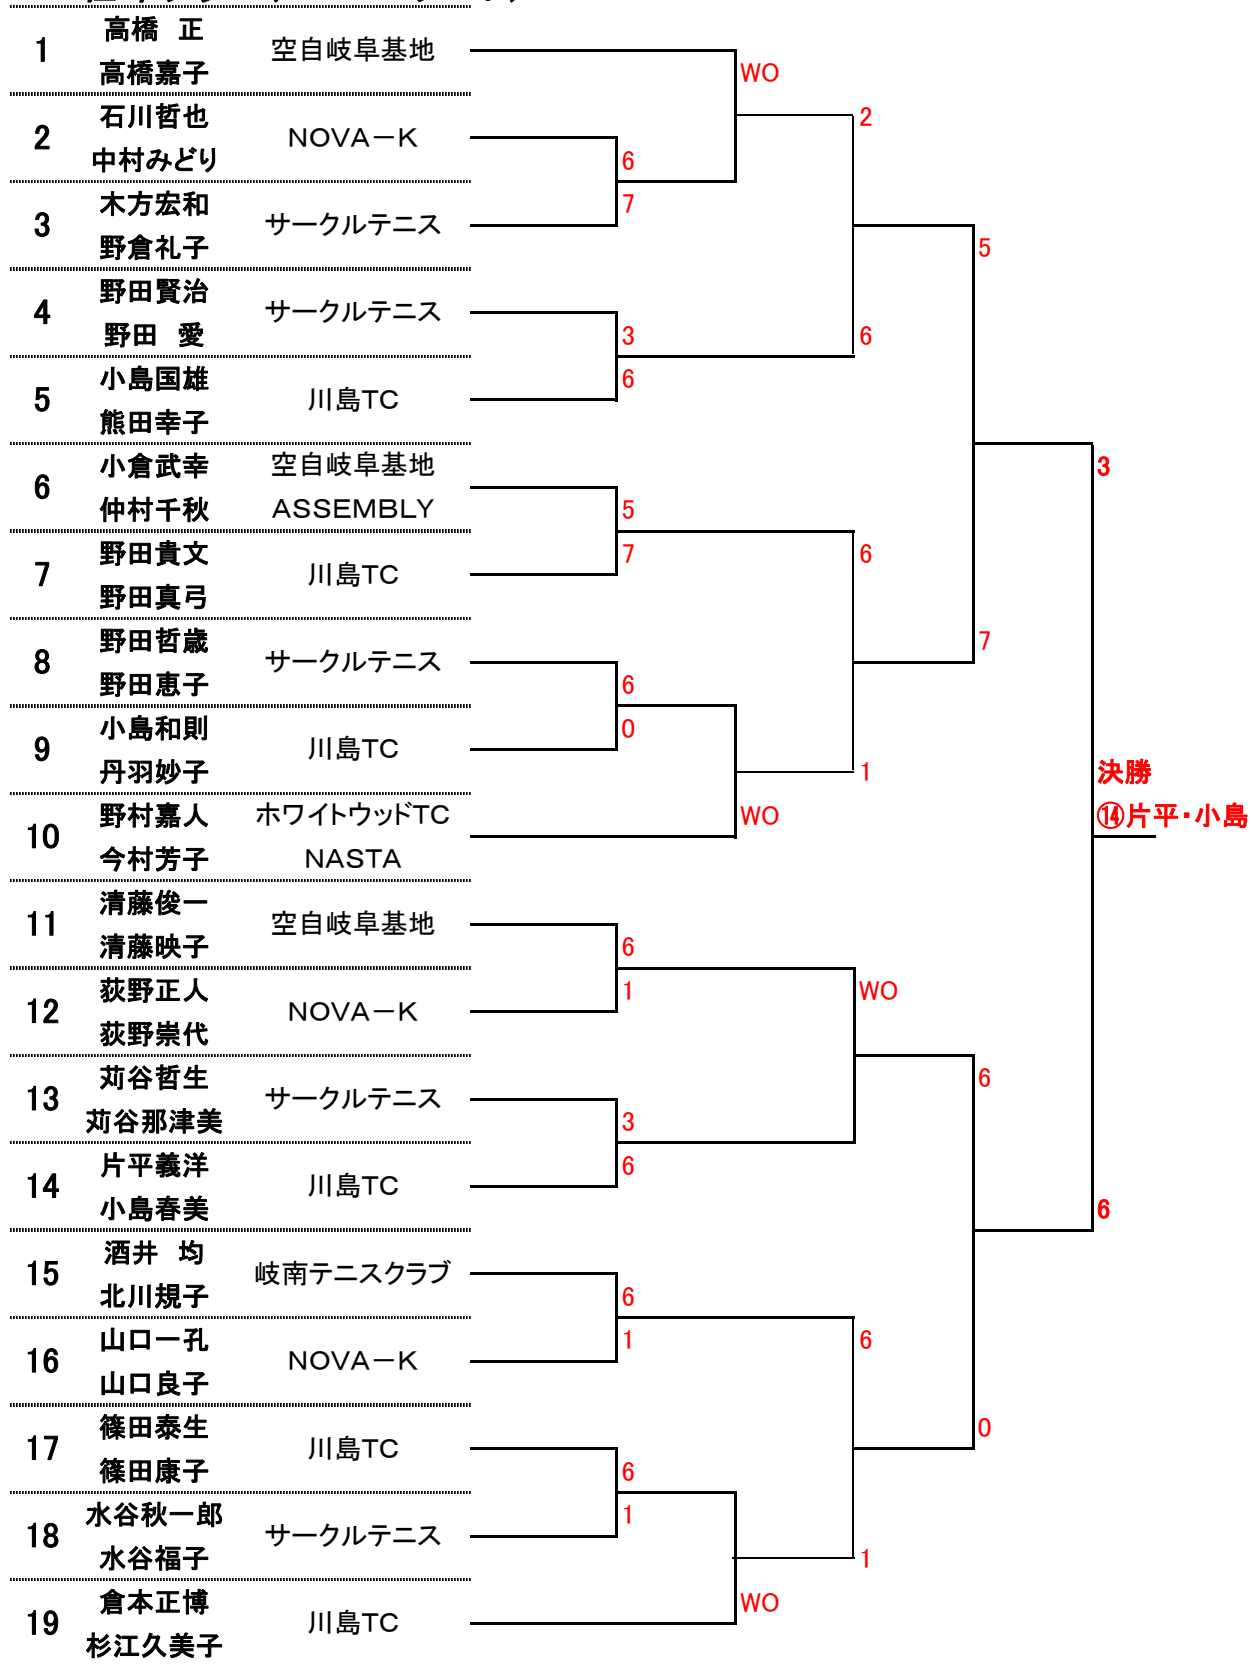 1 高橋　正 空自岐阜基地
高橋嘉子
WO
2 石川哲也 NOVA－K 2
中村みどり 6
3 木方宏和 サークルテニス 7
野倉礼子 5
4 野田賢治 サークルテニス
野田　愛 3 6
5 小島国雄 川島TC 6
熊田幸子
6 小倉武幸 空自岐阜基地 3
仲村千秋 ASSEMBLY 5
7 野田貴文 川島TC 7 6
野田真弓
8 野田哲歳 サークルテニス 7
野田恵子 6
9 小島和則 川島TC 0
丹羽妙子 1 決勝
10 野村嘉人 ホワイトウッドTC WO ⑭片平・小島
今村芳子 NASTA
11 清藤俊一 空自岐阜基地
清藤映子 6
12 荻野正人 NOVA－K 1 WO
荻野崇代
13 苅谷哲生 サークルテニス 6
苅谷那津美 3
14 片平義洋 川島TC 6
小島春美 6
15 酒井　均 岐南テニスクラブ
北川規子 6
16 山口一孔 NOVA－K 1 6
山口良子
17 篠田泰生 川島TC 0
篠田康子 6
18 水谷秋一郎 サークルテニス 1
水谷福子 1
19 倉本正博 川島TC WO
杉江久美子